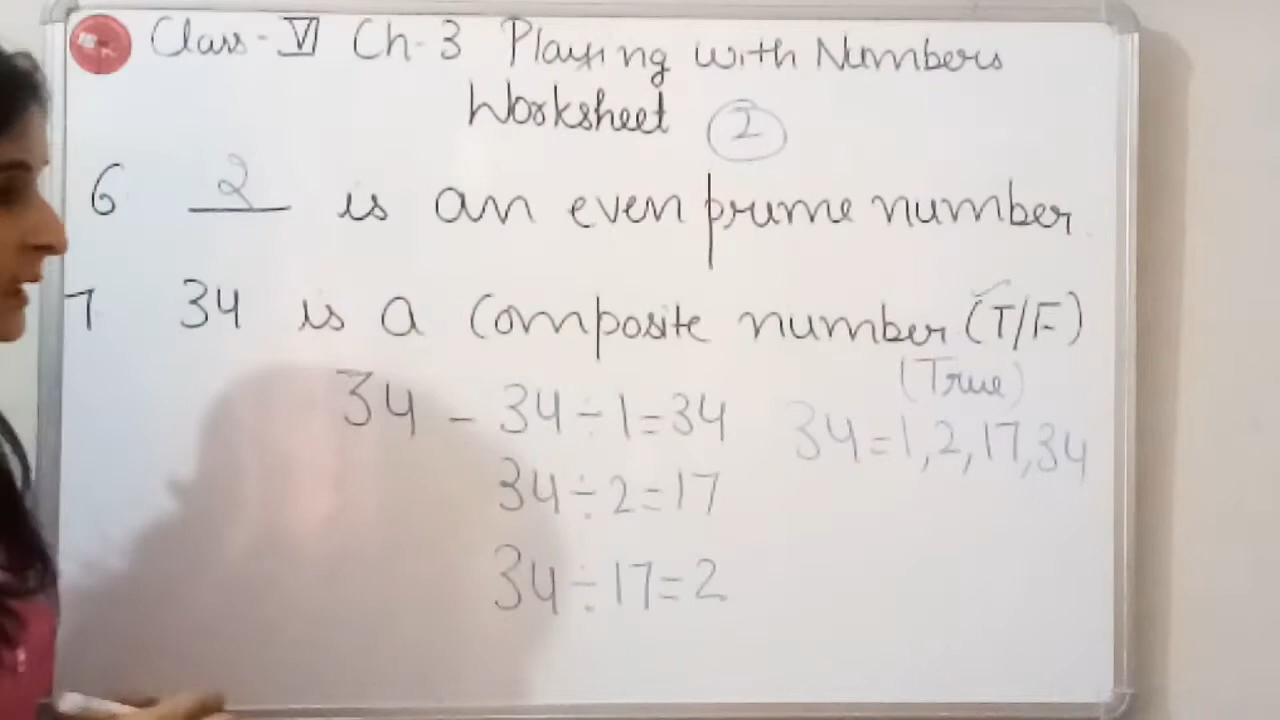 Class-VI Ch-3 Playing with Numbers
Worksheet 2
6 2 is an even prime number
7 34 is a Composite number (T/F)
(True)
34 - 34÷1=34
34=1,2,17,34
34÷2=17
34÷17=2